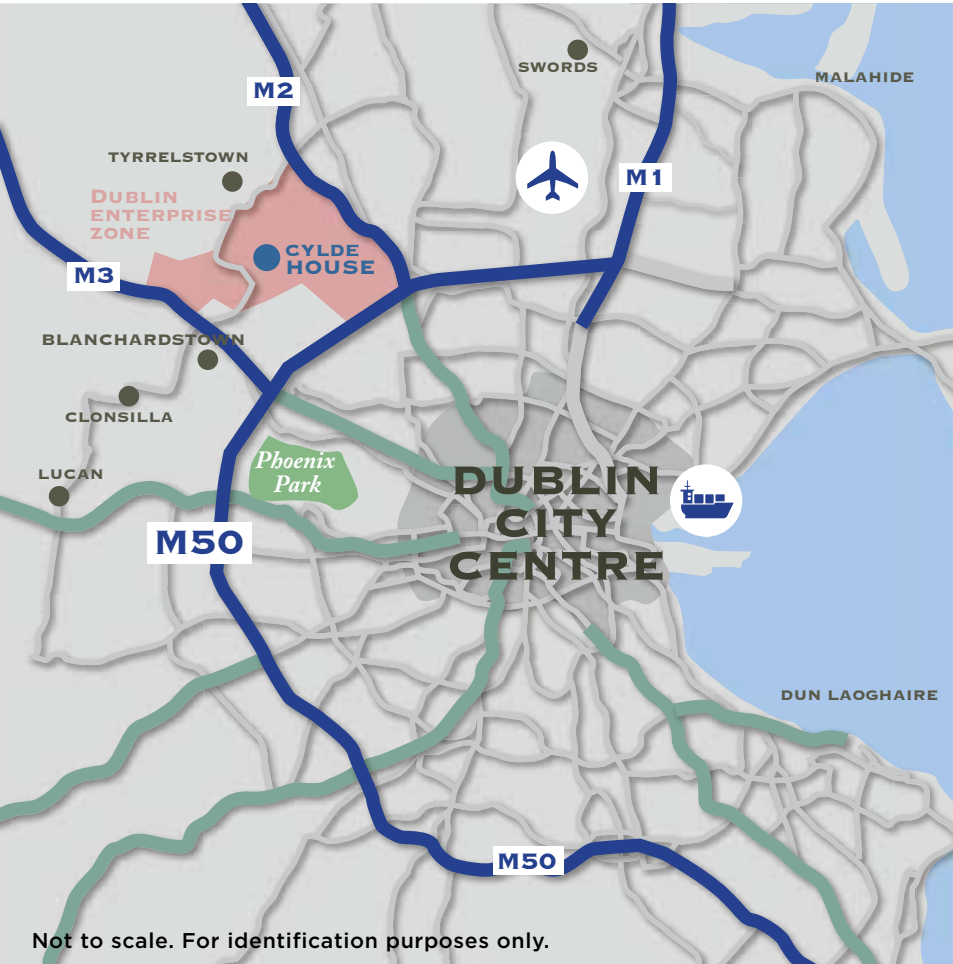 SWORDS
MALAHIDE
M2
TYRRELSTOWN
M1
DUBLIN
ENTERPRISE
ZONE
CYLDE
HOUSE
M3
BLANCHARDSTOWN
CLONSILLA
Phoenix
Park
LUCAN
DUBLIN
CITY
CENTRE
M50
DUN LAOGHAIRE
M50
Not to scale. For identification purposes only.